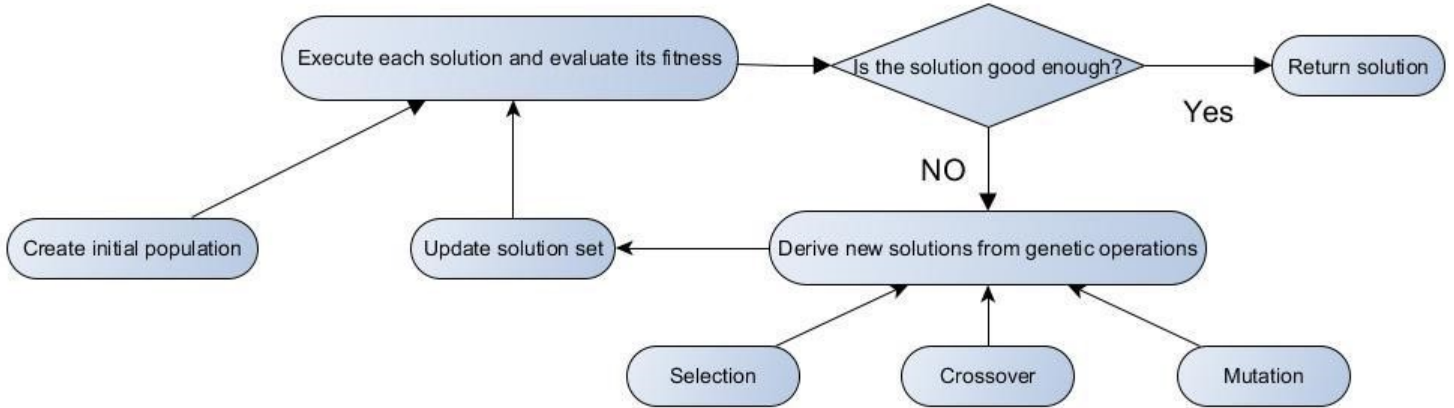 Execute each solution and evaluate its fitness
Is the solution good enough?
Return solution
Yes
NO
Create initial population
Update solution set
Derive new solutions from genetic operations
Selection
Crossover
Mutation